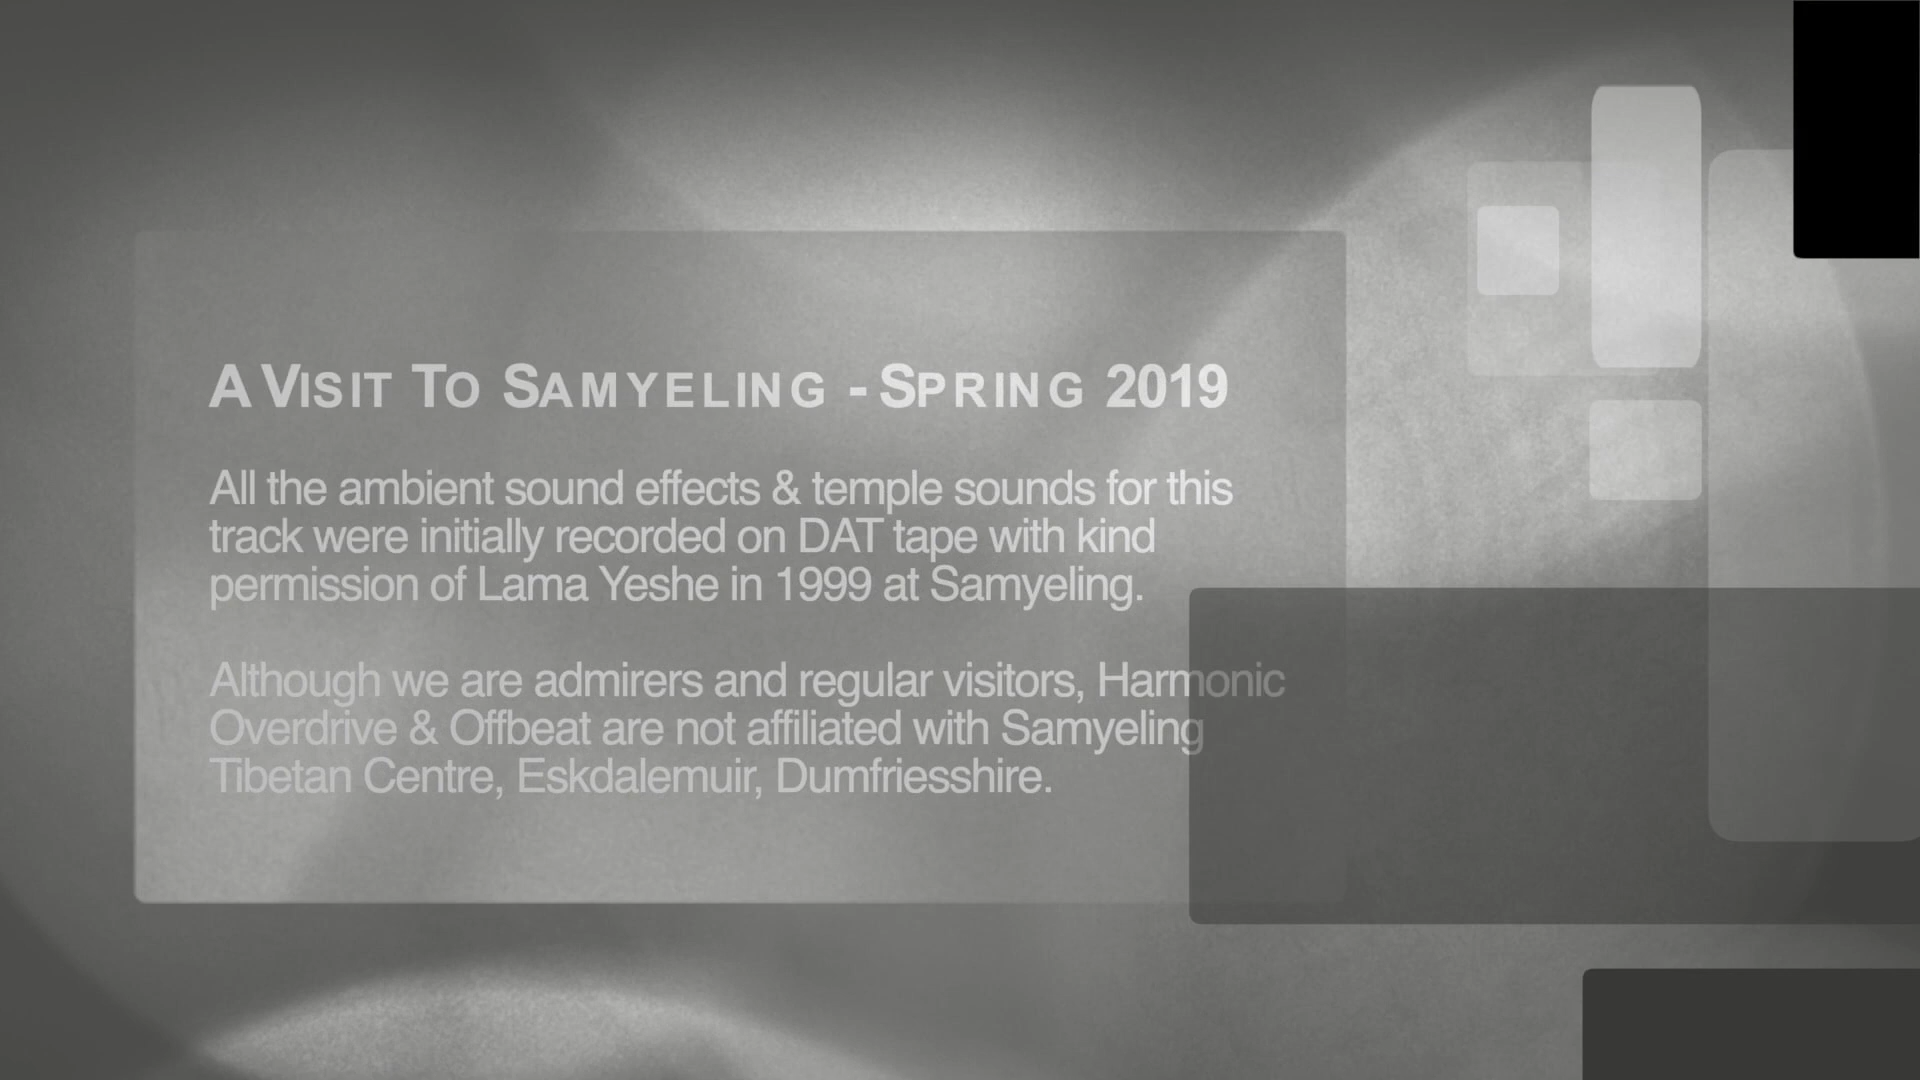 A Visit To Samyeling - Spring 2019
All the ambient sound effects & temple sounds for this
track were initially recorded on DAT tape with kind
permission of Lama Yeshe in 1999 at Samyeling.
Although we are admirers and regular visitors, Harmonic
Overdrive & Offbeat are not affiliated with Samyeling
Tibetan Centre, Eskdalemuir, Dumfriesshire.